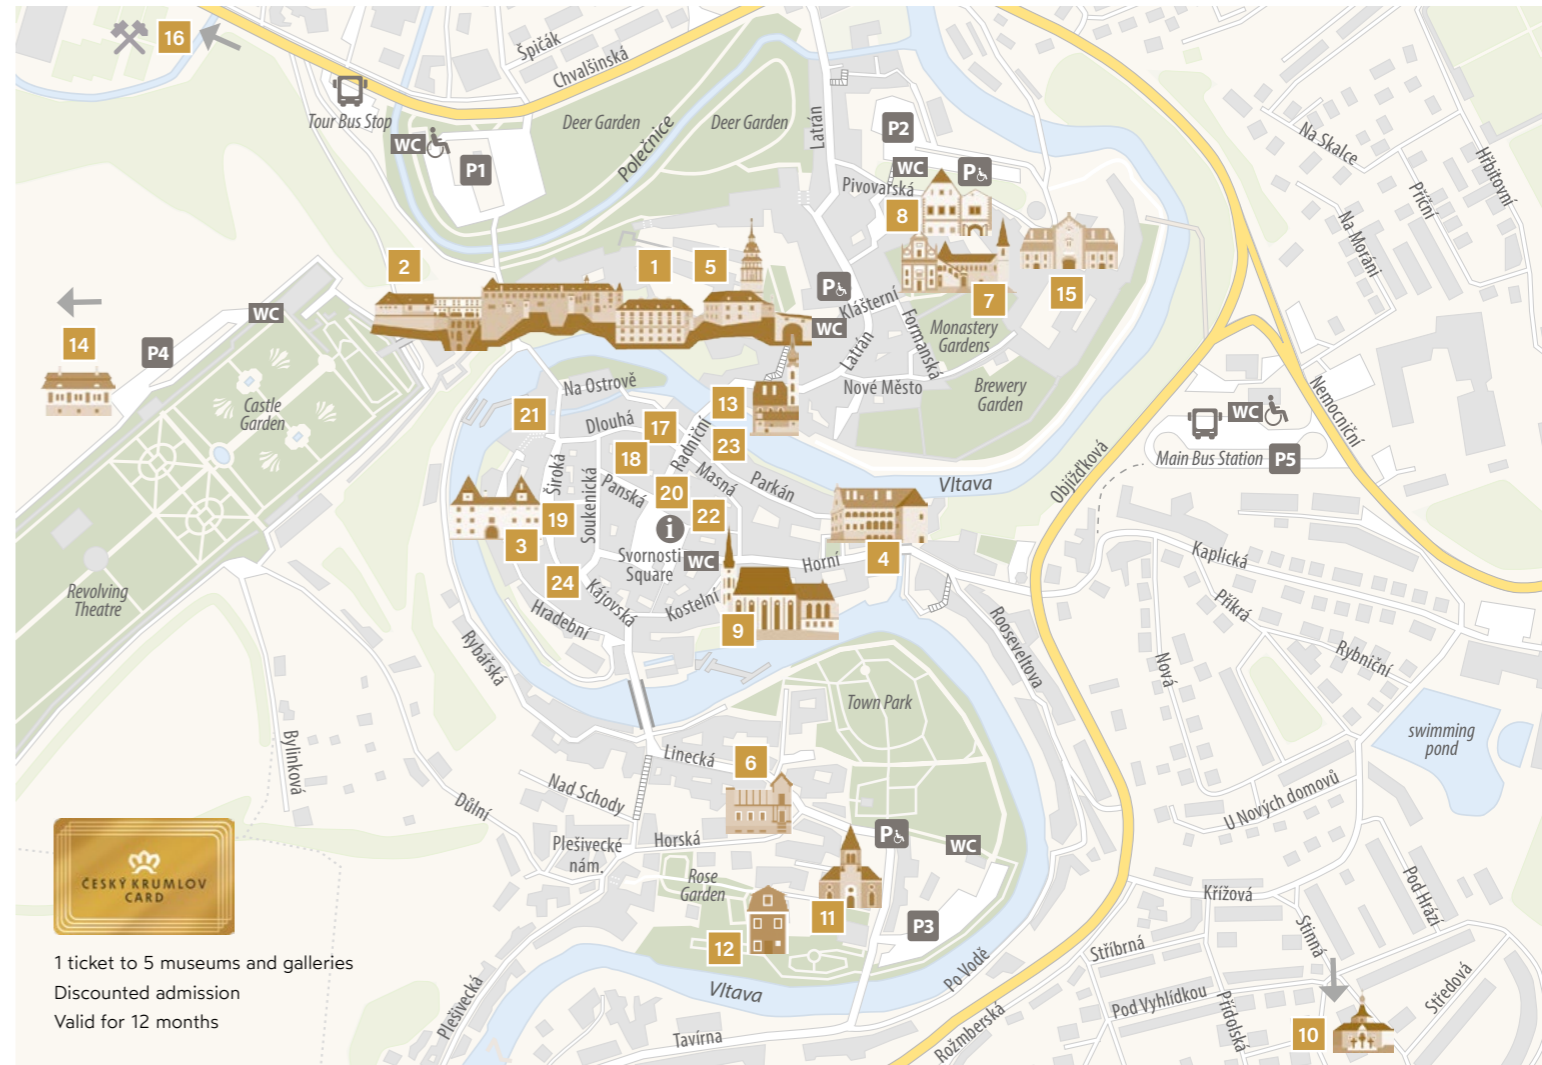 16
Špičák
Chvalšinská
Tour Bus Stop
WC
P1
Deer Garden
Polečnice
Deer Garden
Latrán
P2
WC
P
Pivovarská
8
7
15
Na Skalce
Hřbitovní
Příční
Na Moráni
2
1
5
P
WC
Klášterní
Formanská
Monastery
Gardens
Latrán
Nové Město
Brewery
Garden
14
P4
WC
Castle
Garden
Revolving
Theatre
Na Ostrově
21
Dlouhá
17
13
Radniční
23
18
Široká
Soukenická
Panská
20
Masná
Parkán
22
19
3
24
i
Svornosti
Square
WC
Horní
4
Vltava
Objížďková
Nemocniční
WC
Main Bus Station
P5
Kaplická
Kájovská
Kostelní
9
Hradební
Rybářská
Rooseveltova
Příkrá
Rybniční
Nová
swimming
pond
U Nových domovů
Town Park
Linecká
6
Nad Schody
Bylinková
Důlní
Plešivecké
nám.
Horská
P
WC
Rose
Garden
11
12
P3
Vltava
Po Vodě
Plešivecká
Tavírna
Rožmberská
Křížová
Pod Hrází
Stinná
Stříbrná
Pod Vyhlídkou
Přídolská
Středová
10
ČESKÝ KRUMLOV
CARD
1 ticket to 5 museums and galleries
Discounted admission
Valid for 12 months